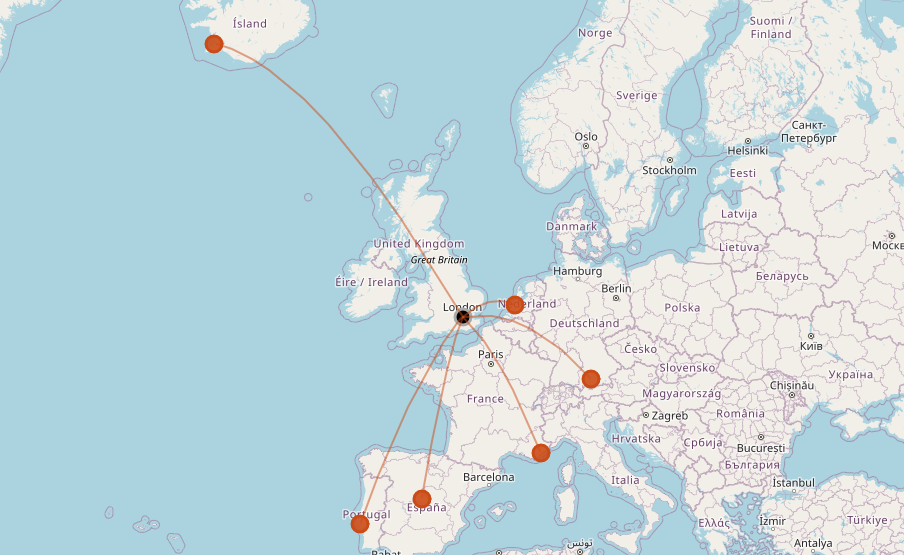 Ísland
Norge
Suomi /
Finland
Sverige
Санкт-
Петербург
Oslo
Helsinki
Stockholm
Eesti
Latvija
Danmark
United Kingdom
Lietuva
Москв
Great Britain
Hamburg
Беларусь
Éire / Ireland
Berlin
London
Nederland
Polska
Deutschland
Київ
Paris
Česko
Slovensko
Україна
Chișinău
Magyarország
France
România
Zagreb
Hrvatska
Србија
București
България
Barcelona
Italia
İstanbul
España
Portugal
Ελλάς
İzmir
Türkiye
Antalya
تونس
Rabat